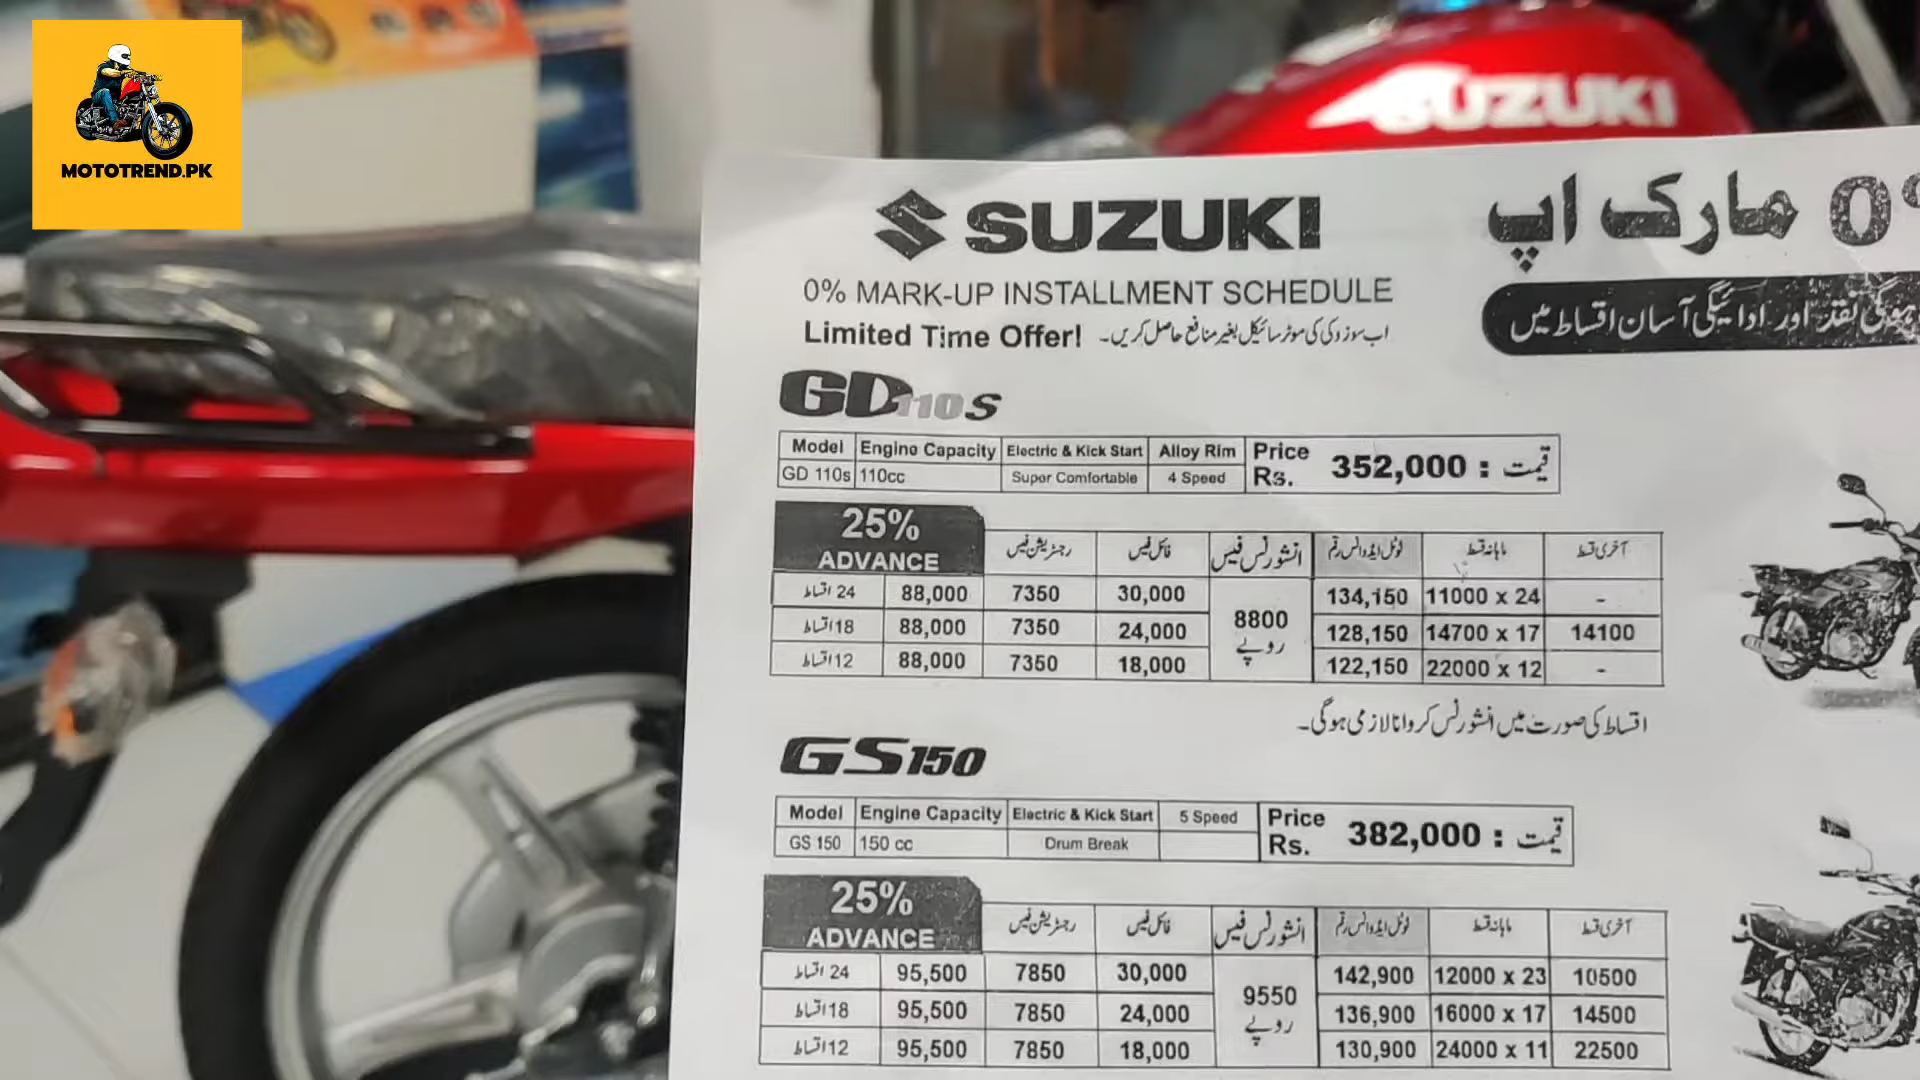 MOTOTREND.PK
SUZUKI
SUZUKI
0 مارک اپ
0% MARK-UP INSTALLMENT SCHEDULE
Limited Time Offer! اب سوزوکی کی موٹرسائیکل بغیر منافع حاصل کریں۔
ہوگی نقد اور ادائیگی آسان اقساط میں
GD110S
Model Engine Capacity Electric & Kick Start Alloy Rim Price Rs. 352,000 : قیمت
GD 110s 110cc Super Comfortable 4 Speed
25% ADVANCE رجسٹریشن فیس فائل فیس انشورنس فیس ٹوٹل ایڈوانس رقم ماہانہ قسط آخری قسط
24 اقساط 88,000 7350 30,000 8800 روپے 134,150 11000 x 24 -
18 اقساط 88,000 7350 24,000 128,150 14700 x 17 14100
12 اقساط 88,000 7350 18,000 122,150 22000 x 12 -
اقساط کی صورت میں انشورنس کروانا لازمی ہوگی۔
GS150
Model Engine Capacity Electric & Kick Start 5 Speed Price Rs. 382,000 : قیمت
GS 150 150 cc Drum Break
25% ADVANCE رجسٹریشن فیس فائل فیس انشورنس فیس ٹوٹل ایڈوانس رقم ماہانہ قسط آخری قسط
24 اقساط 95,500 7850 30,000 9550 روپے 142,900 12000 x 23 10500
18 اقساط 95,500 7850 24,000 136,900 16000 x 17 14500
12 اقساط 95,500 7850 18,000 130,900 24000 x 11 22500